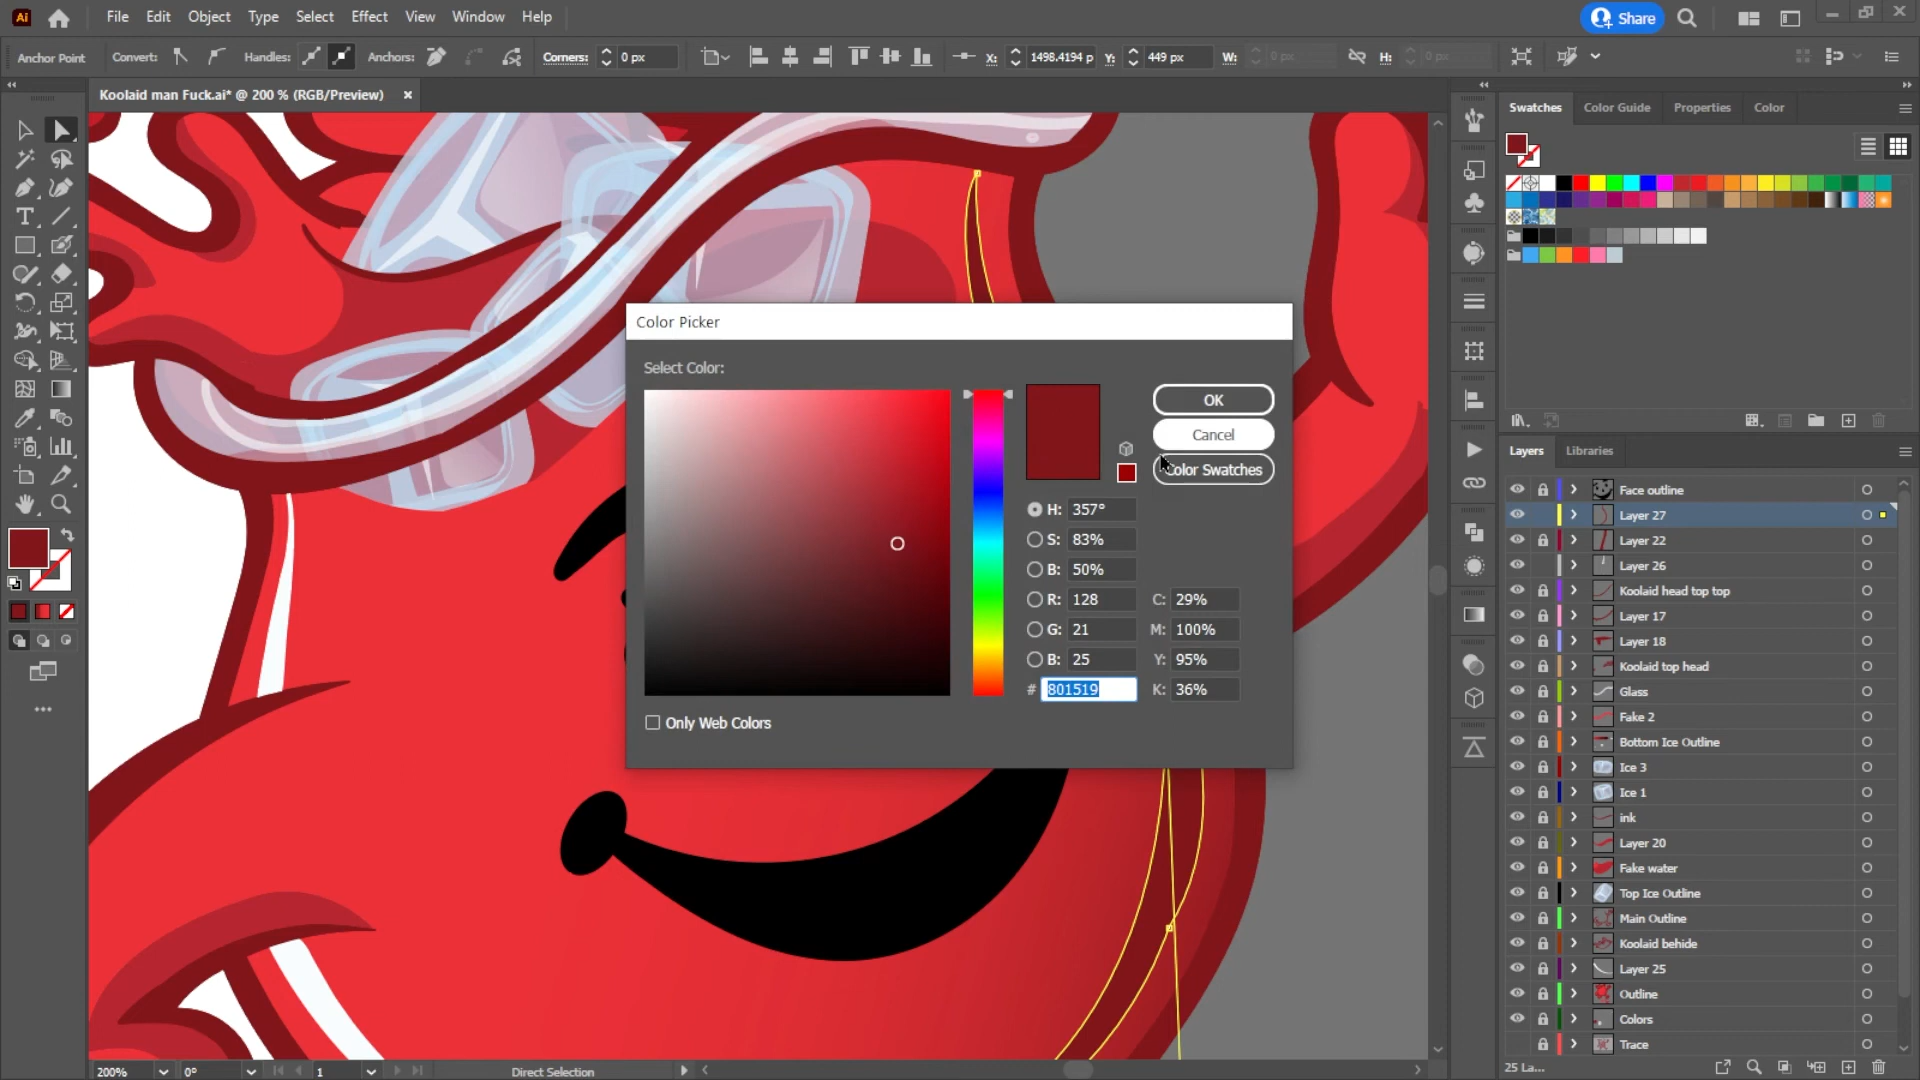 Ai File Edit Object Type Select Effect View Window Help Share
Anchor Point Convert: Handles: Anchors: Corners: 0 px X: 1498.4194 p Y: 449 px W: 0 px H: 0 px
Koolaid man Fuck.ai* @ 200 % (RGB/Preview) ×
Swatches Color Guide Properties Color
Color Picker
Select Color:
OK
Cancel
Color Swatches
H: 357°
S: 83%
B: 50%
R: 128 C: 29%
G: 21 M: 100%
B: 25 Y: 95%
# 801519 K: 36%
Only Web Colors
Layers Libraries
Face outline
Layer 27
Layer 22
Layer 26
Koolaid head top top
Layer 17
Layer 18
Koolaid top head
Glass
Fake 2
Bottom Ice Outline
Ice 3
Ice 1
ink
Layer 20
Fake water
Top Ice Outline
Main Outline
Koolaid behide
Layer 25
Outline
Colors
Trace
25 La...
200% 0° 1 Direct Selection